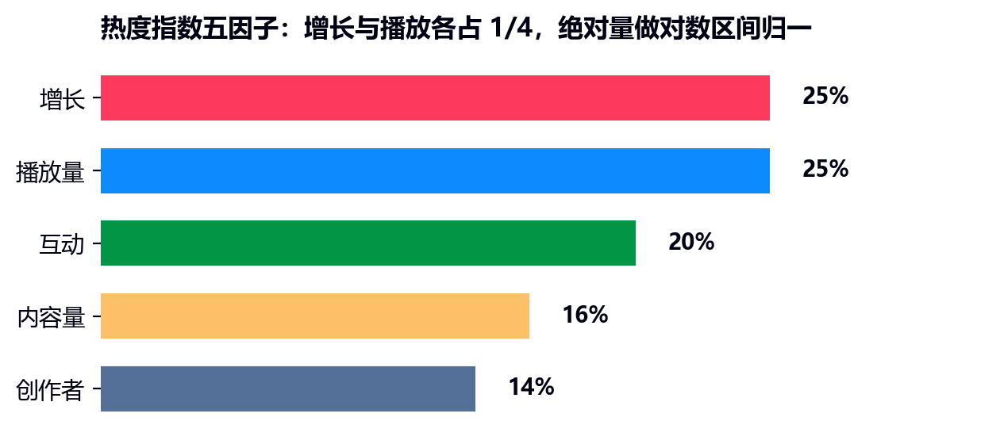 热度指数五因子：增长与播放各占 1/4，绝对量做对数区间归一
增长 25%
播放量 25%
互动 20%
内容量 16%
创作者 14%